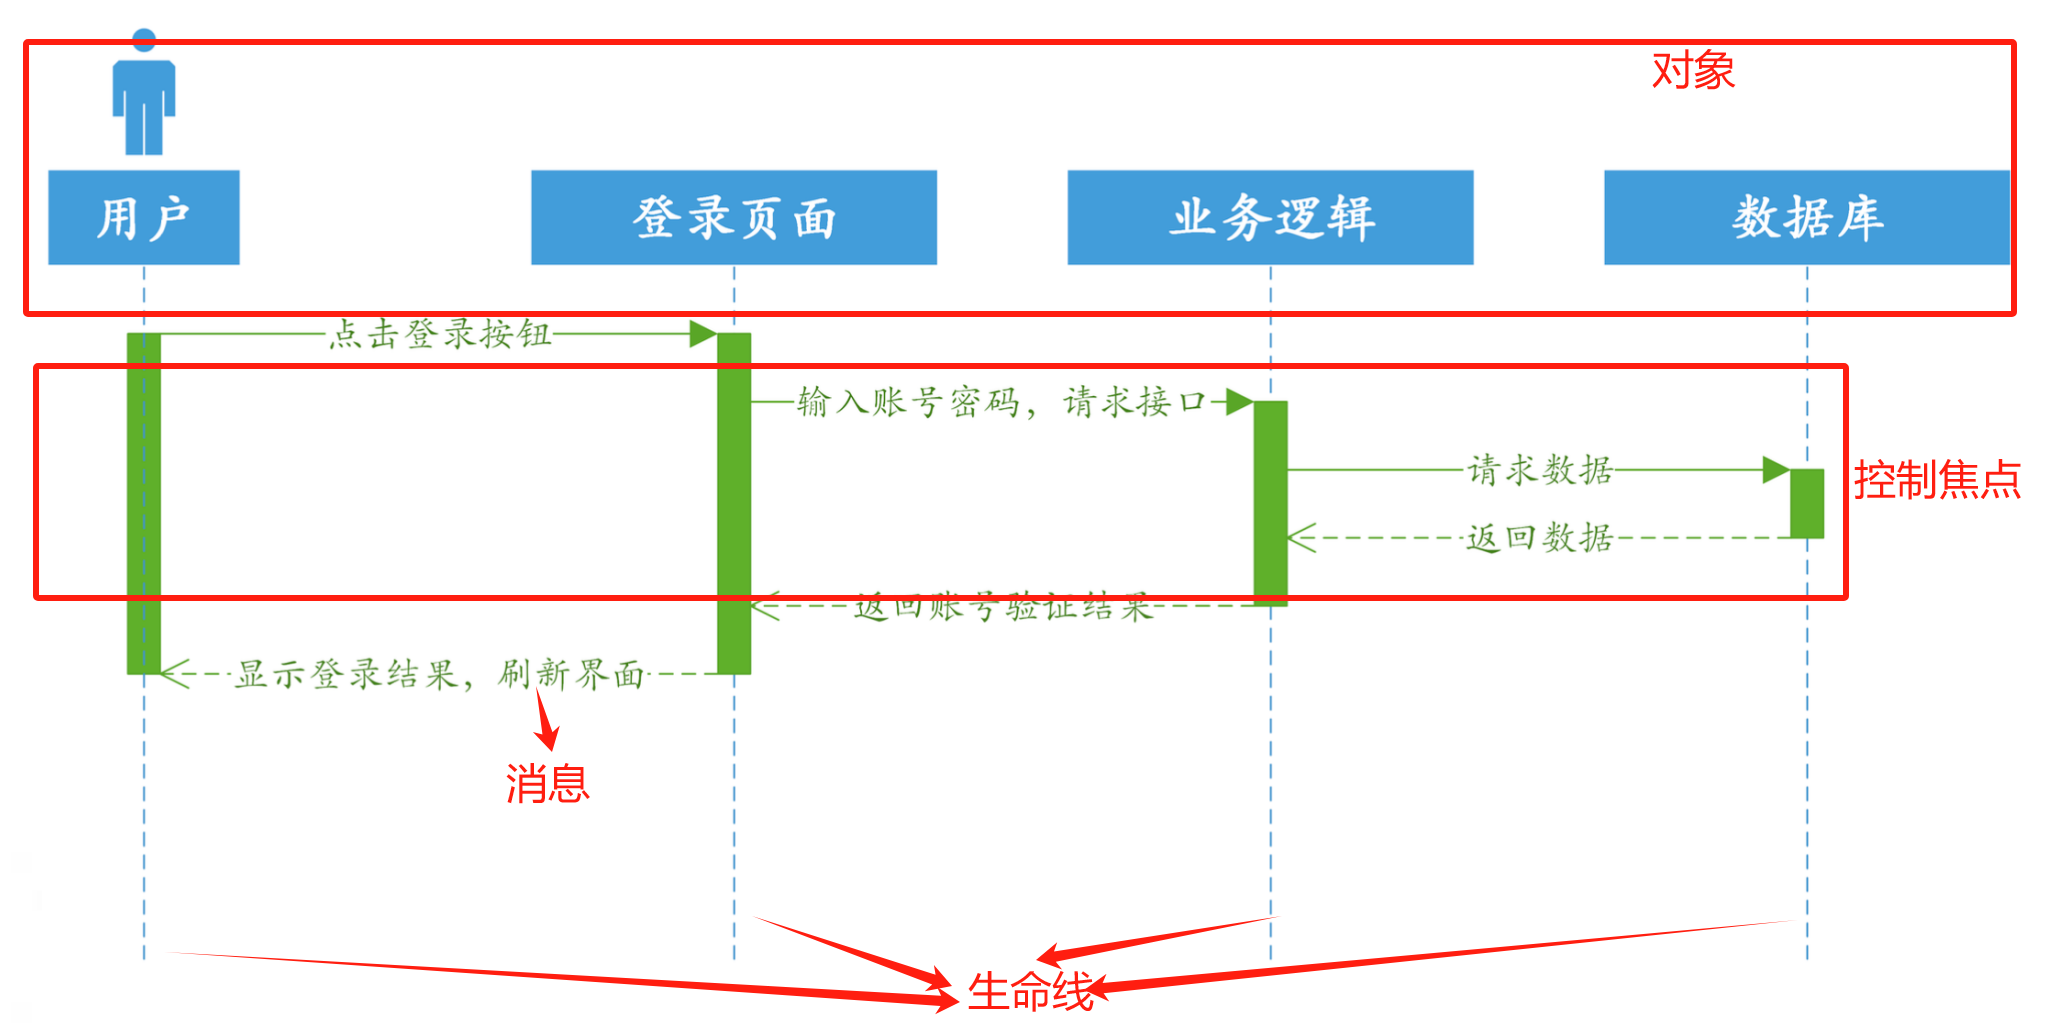 对象
用户
登录页面
业务逻辑
数据库
点击登录按钮
输入账号密码，请求接口
请求数据
控制焦点
返回数据
返回账号验证结果
显示登录结果，刷新界面
消息
生命线